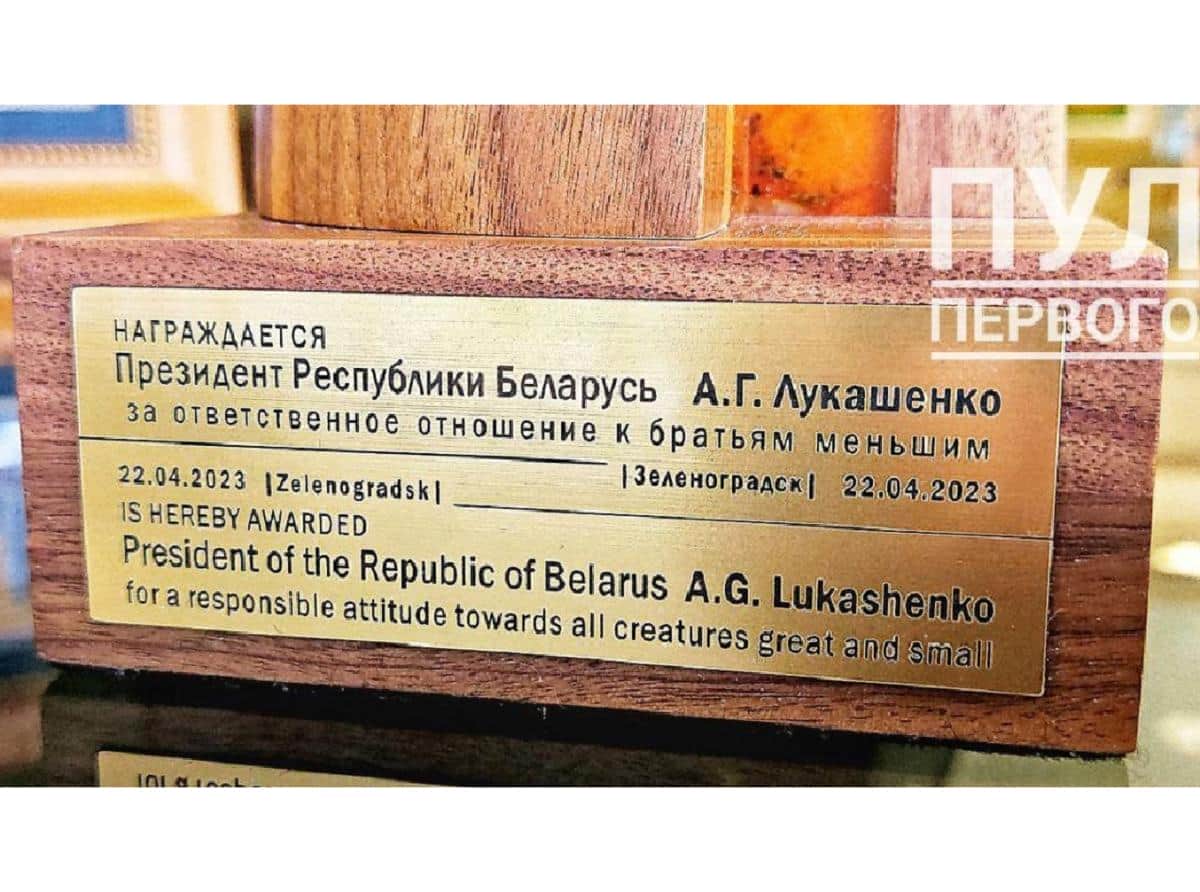 ПУЛ
ПЕРВОГО
НАГРАЖДАЕТСЯ
Президент Республики Беларусь А.Г. Лукашенко
за ответственное отношение к братьям меньшим
|Зеленоградск| 22.04.2023
22.04.2023 |Zelenogradsk|
IS HEREBY AWARDED
President of the Republic of Belarus A.G. Lukashenko
for a responsible attitude towards all creatures great and small